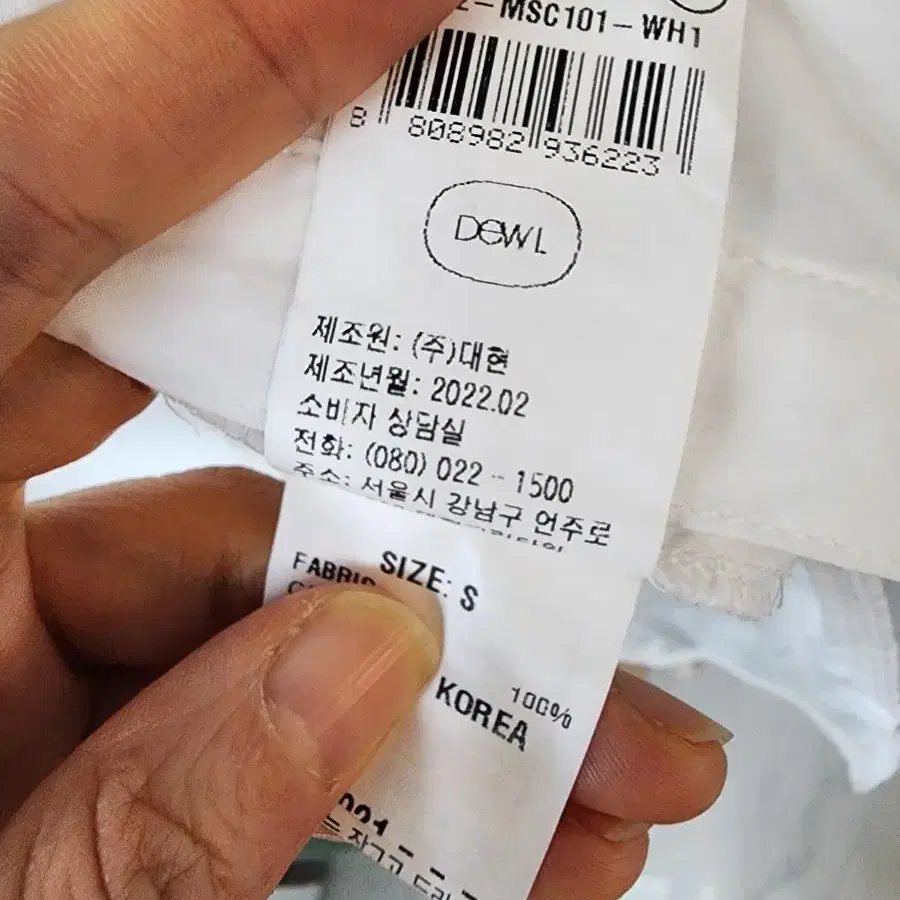 -MSC101-WH1
8 808982 936223
DEWL
제조원: (주)대현
제조년월: 2022.02
소비자 상담실
전화: (080) 022-1500
주소: 서울시 강남구 언주로
SIZE: S
FABRIC
100%
KOREA